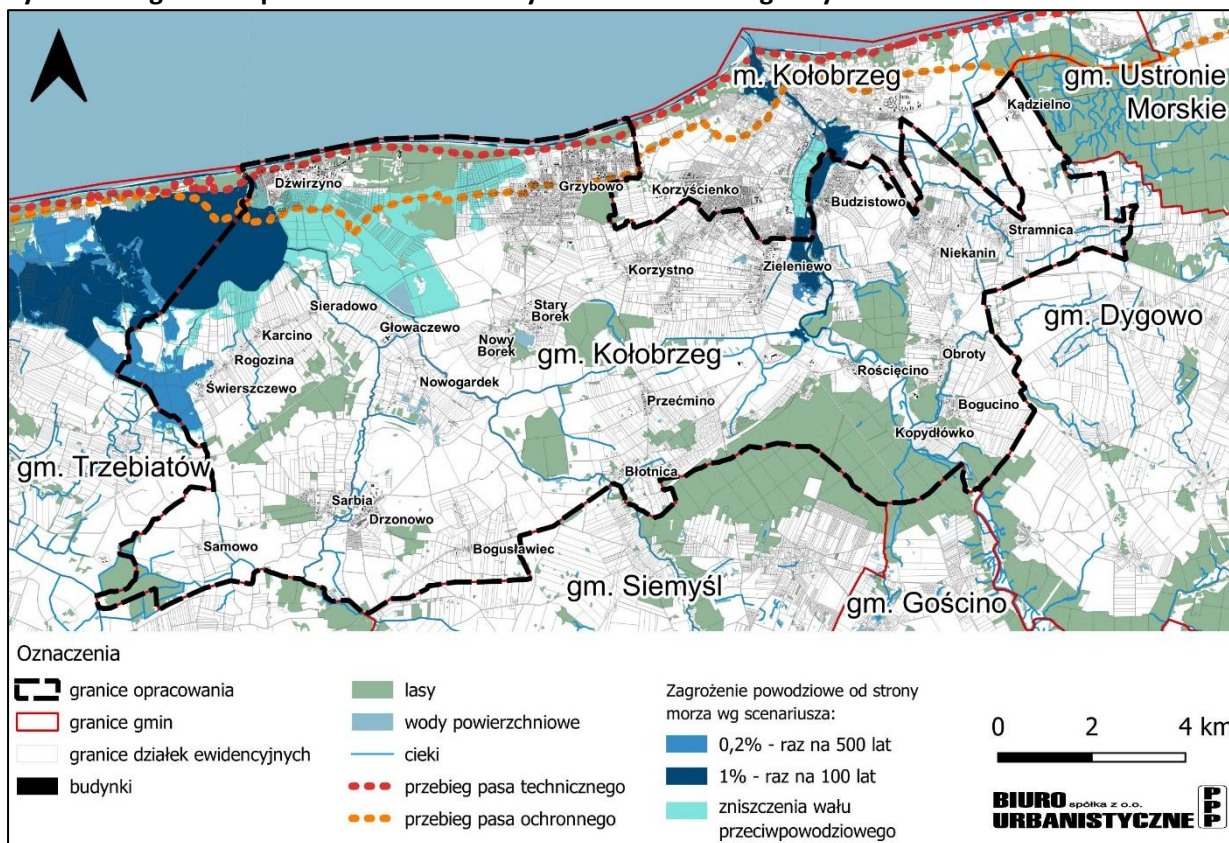 m. Kołobrzeg
gm. Ustronie
Morskie
Kądzielno
Dźwirzyno
Grzybowo
Korzyścienko
Budzistowo
Stramnica
Niekanin
Korzystno
Zieleniewo
Sieradowo
Stary
Borek
Głowaczewo
Karcino
Nowy
Borek
gm. Kołobrzeg
gm. Dygowo
Rogozina
Obroty
Rościęcino
Świerszczewo
Nowogardek
Przećmino
Bogucino
Kopydłówko
gm. Trzebiatów
Błotnica
Sarbia
Drzonowo
Samowo
Bogusławiec
gm. Siemyśl
gm. Gościno
Oznaczenia
granice opracowania
granice gmin
granice działek ewidencyjnych
budynki
lasy
wody powierzchniowe
cieki
przebieg pasa technicznego
przebieg pasa ochronnego
Zagrożenie powodziowe od strony
morza wg scenariusza:
0,2% - raz na 500 lat
1% - raz na 100 lat
zniszczenia wału
przeciwpowodziowego
0 2 4 km
BIURO spółka z o.o.
URBANISTYCZNE PPP